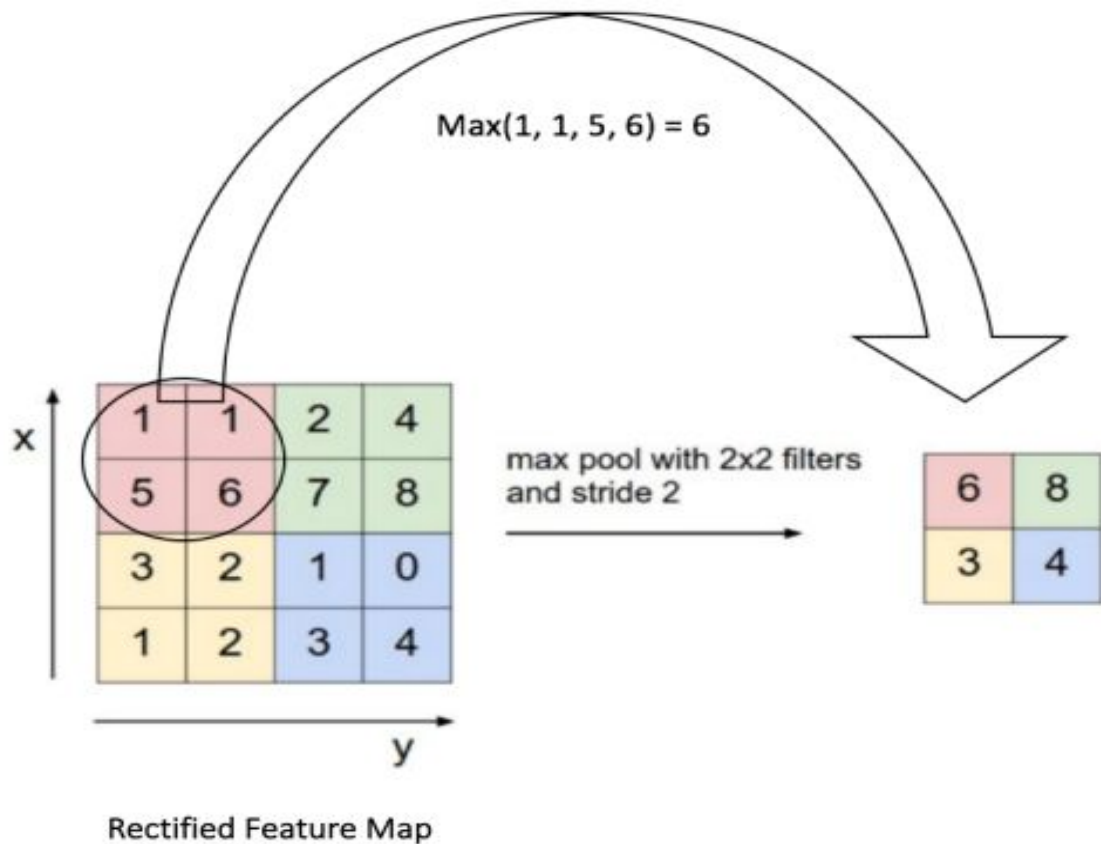 Max(1, 1, 5, 6) = 6
x
1 1 2 4
5 6 7 8
3 2 1 0
1 2 3 4
y
max pool with 2x2 filters
and stride 2
6 8
3 4
Rectified Feature Map